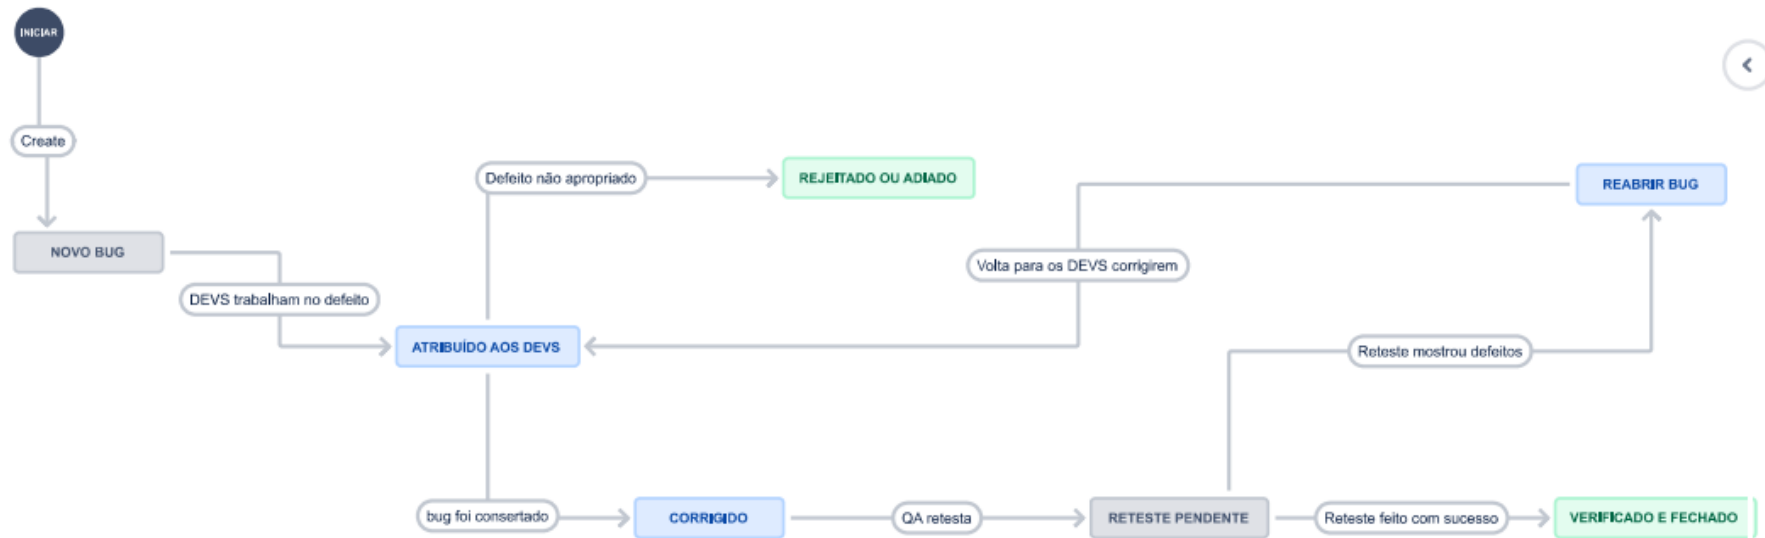 INICIAR
Create
NOVO BUG
DEVS trabalham no defeito
Defeito não apropriado
REJEITADO OU ADIADO
REABRIR BUG
Volta para os DEVS corrigirem
ATRIBUÍDO AOS DEVS
Reteste mostrou defeitos
bug foi consertado
CORRIGIDO
QA retesta
RETESTE PENDENTE
Reteste feito com sucesso
VERIFICADO E FECHADO